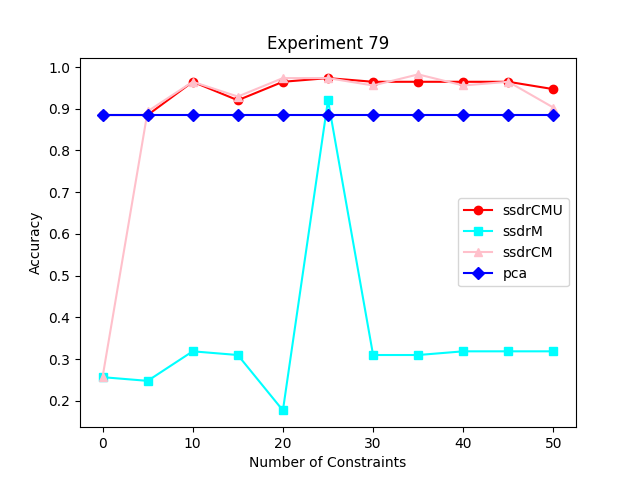 Experiment 79
1.0
0.9
0.8
0.7
0.6
0.5
0.4
0.3
0.2
Accuracy
ssdrCMU
ssdrM
ssdrCM
pca
0 10 20 30 40 50
Number of Constraints